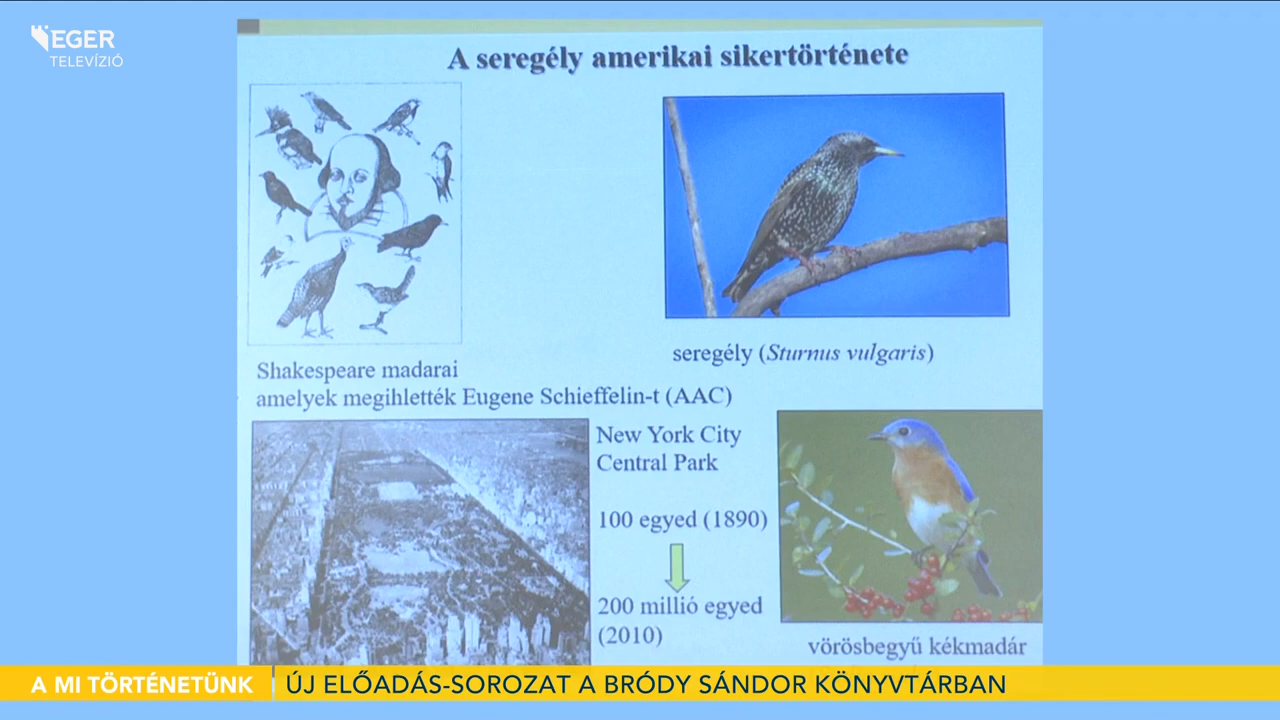 EGER
TELEVÍZIÓ
A seregély amerikai sikertörténete
seregély (Sturnus vulgaris)
Shakespeare madarai
amelyek megihlették Eugene Schieffelin-t (AAC)
New York City
Central Park
100 egyed (1890)
200 millió egyed
(2010)
vörösbegyű kékmadár
A MI TÖRTÉNETÜNK
ÚJ ELŐADÁS-SOROZAT A BRÓDY SÁNDOR KÖNYVTÁRBAN